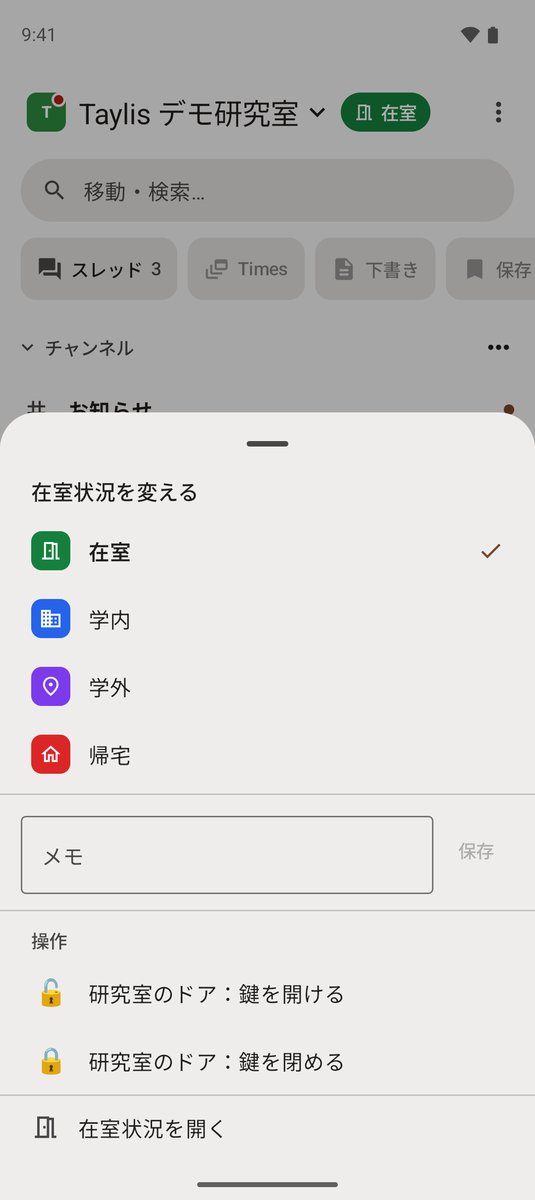 9:41
T
Taylis デモ研究室
在室
移動・検索...
スレッド 3
Times
下書き
保存
チャンネル
お知らせ
在室状況を変える
在室
学内
学外
帰宅
メモ
保存
操作
研究室のドア：鍵を開ける
研究室のドア：鍵を閉める
在室状況を開く